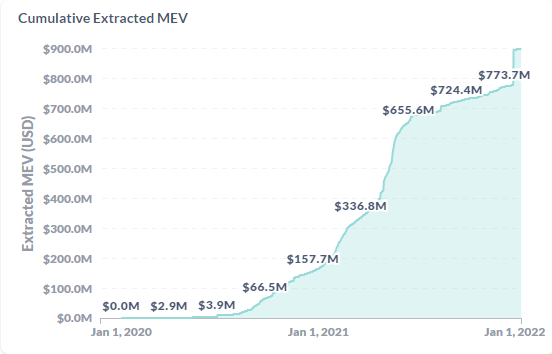 Cumulative Extracted MEV
Extracted MEV (USD)
$900.0M
$800.0M
$700.0M
$600.0M
$500.0M
$400.0M
$300.0M
$200.0M
$100.0M
$0.0M
$0.0M
$2.9M
$3.9M
$66.5M
$157.7M
$336.8M
$655.6M
$724.4M
$773.7M
Jan 1, 2020
Jan 1, 2021
Jan 1, 2022